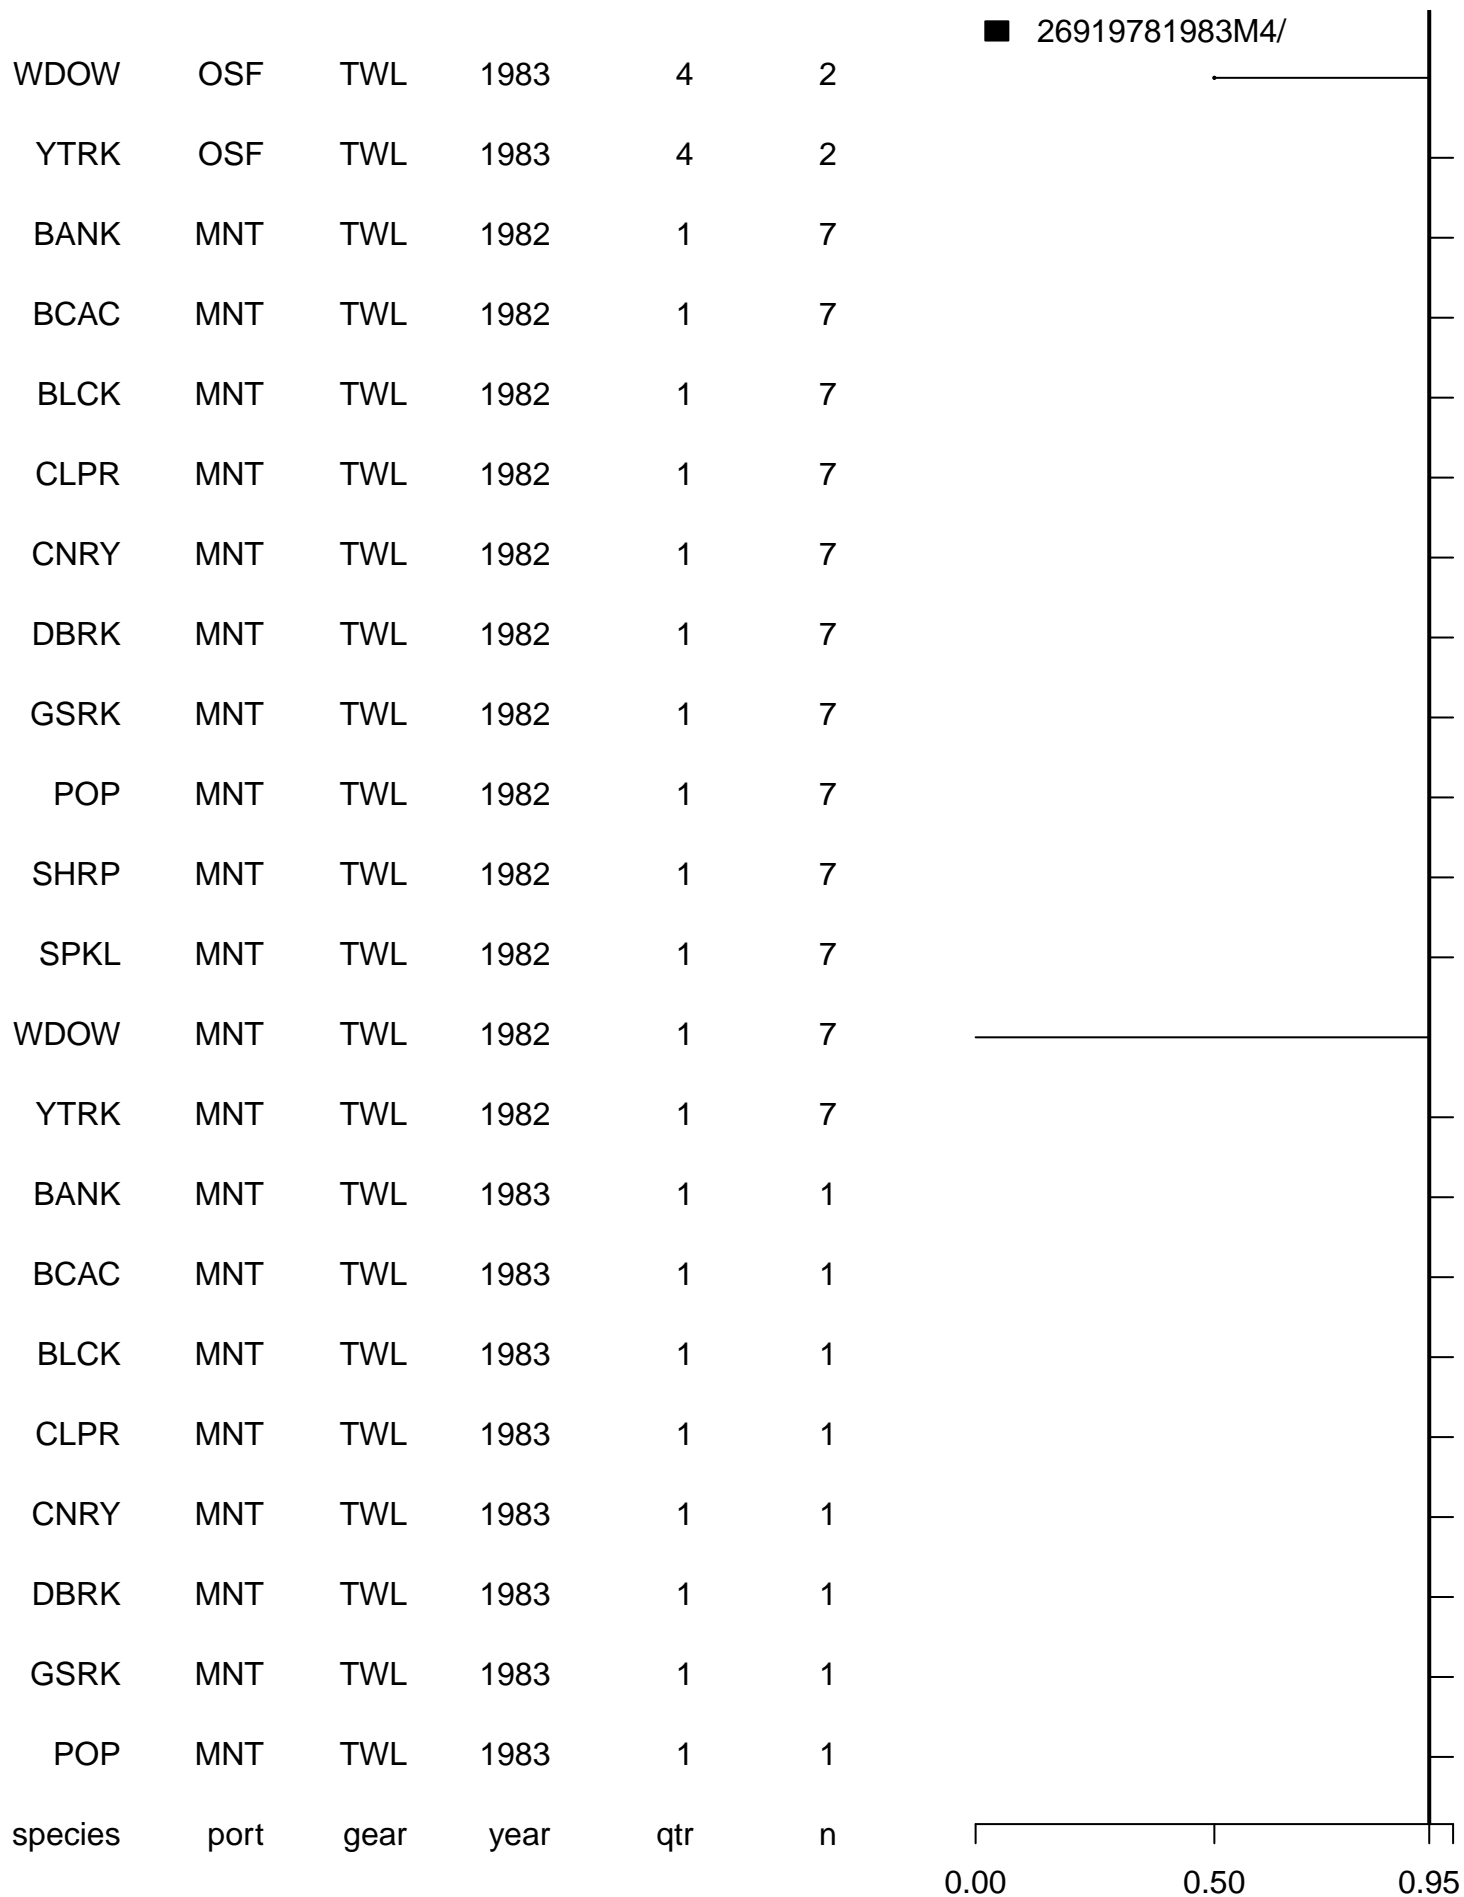 26919781983M4/
WDOW OSF TWL 1983 4 2
YTRK OSF TWL 1983 4 2
BANK MNT TWL 1982 1 7
BCAC MNT TWL 1982 1 7
BLCK MNT TWL 1982 1 7
CLPR MNT TWL 1982 1 7
CNRY MNT TWL 1982 1 7
DBRK MNT TWL 1982 1 7
GSRK MNT TWL 1982 1 7
POP MNT TWL 1982 1 7
SHRP MNT TWL 1982 1 7
SPKL MNT TWL 1982 1 7
WDOW MNT TWL 1982 1 7
YTRK MNT TWL 1982 1 7
BANK MNT TWL 1983 1 1
BCAC MNT TWL 1983 1 1
BLCK MNT TWL 1983 1 1
CLPR MNT TWL 1983 1 1
CNRY MNT TWL 1983 1 1
DBRK MNT TWL 1983 1 1
GSRK MNT TWL 1983 1 1
POP MNT TWL 1983 1 1
species port gear year qtr n
0.00 0.50 0.95